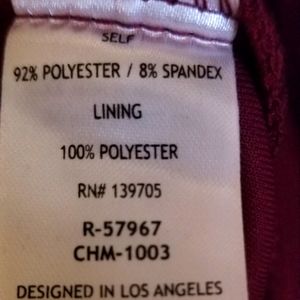 SELF
92% POLYESTER / 8% SPANDEX
LINING
100% POLYESTER
RN# 139705
R-57967
CHM-1003
DESIGNED IN LOS ANGELES